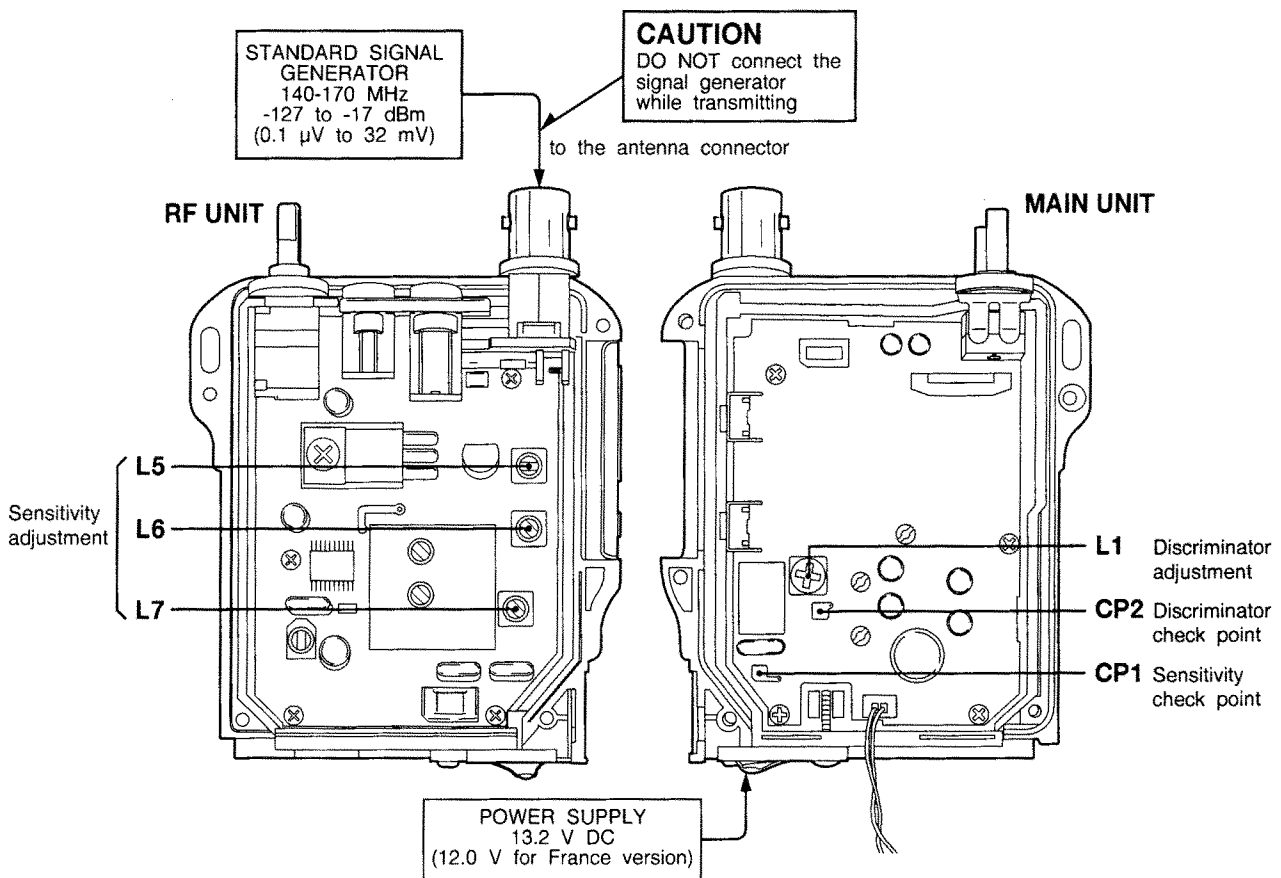 STANDARD SIGNAL
GENERATOR
140-170 MHz
-127 to -17 dBm
(0.1 µV to 32 mV)
CAUTION
DO NOT connect the
signal generator
while transmitting
to the antenna connector
RF UNIT
MAIN UNIT
Sensitivity
adjustment
L5
L6
L7
L1 Discriminator
adjustment
CP2 Discriminator
check point
CP1 Sensitivity
check point
POWER SUPPLY
13.2 V DC
(12.0 V for France version)